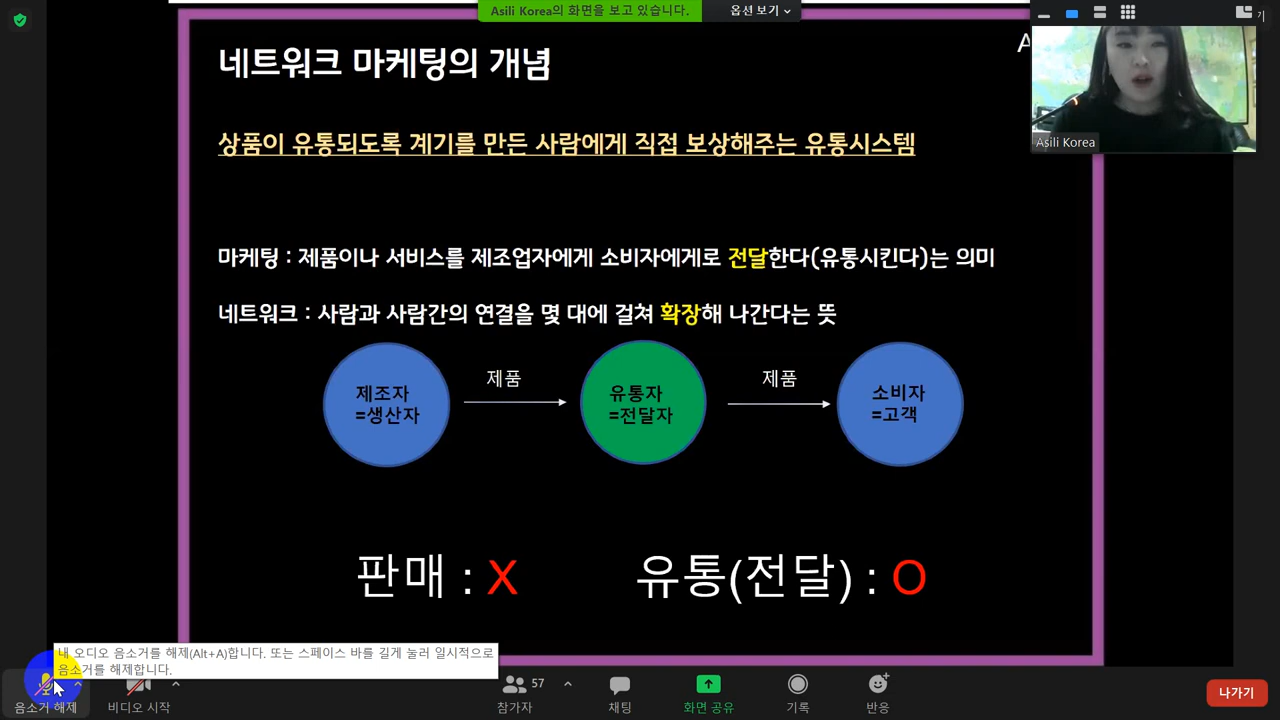 Asili Korea의 화면을 보고 있습니다. 옵션 보기
기
네트워크 마케팅의 개념
A
상품이 유통되도록 계기를 만든 사람에게 직접 보상해주는 유통시스템
Asili Korea
마케팅 : 제품이나 서비스를 제조업자에게 소비자에게로 전달한다(유통시킨다)는 의미
네트워크 : 사람과 사람간의 연결을 몇 대에 걸쳐 확장해 나간다는 뜻
제조자
=생산자
제품
유통자
=전달자
제품
소비자
=고객
판매 : X 유통(전달) : O
내 오디오 음소거를 해제(Alt+A)합니다. 또는 스페이스 바를 길게 눌러 일시적으로
음소거를 해제합니다.
음소거 해제 비디오 시작 참가자 57 채팅 화면 공유 기록 반응 나가기